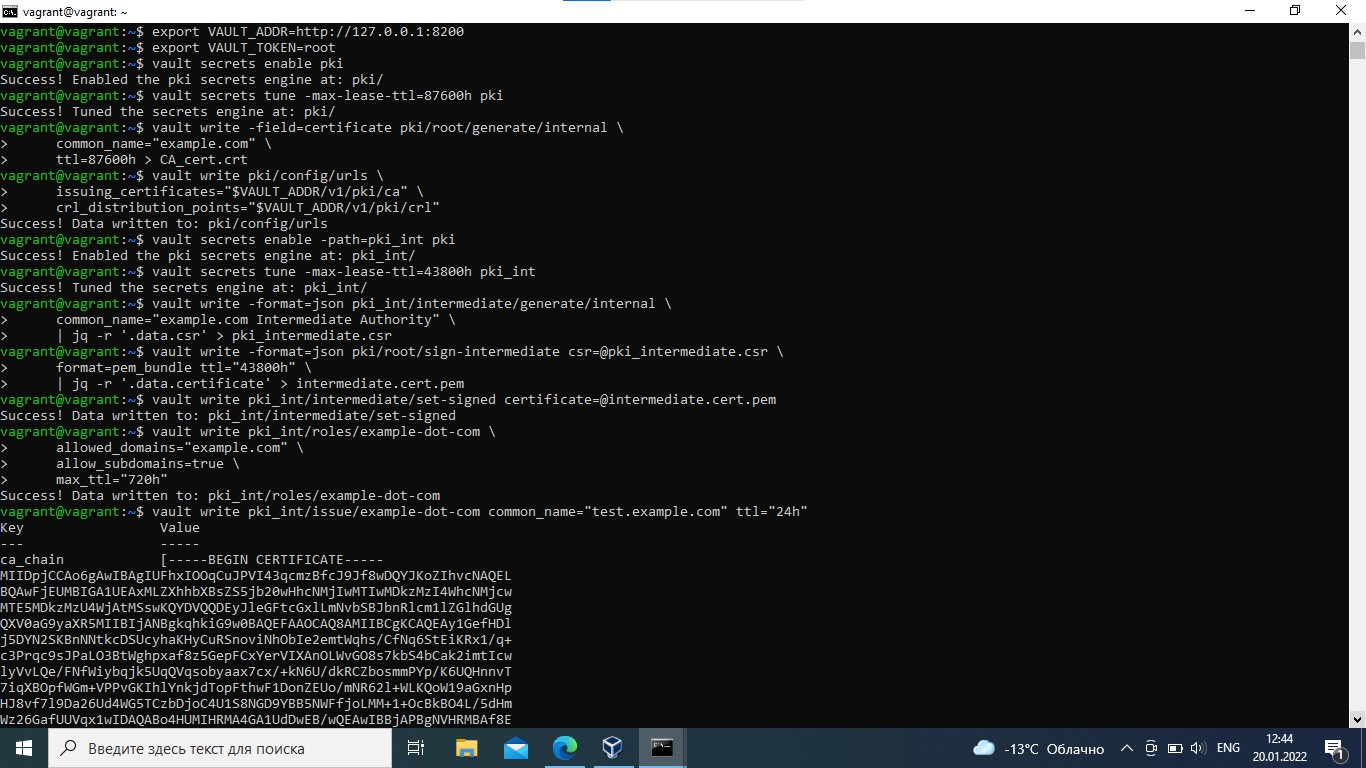 vagrant@vagrant: ~
vagrant@vagrant:~$ export VAULT_ADDR=http://127.0.0.1:8200
vagrant@vagrant:~$ export VAULT_TOKEN=root
vagrant@vagrant:~$ vault secrets enable pki
Success! Enabled the pki secrets engine at: pki/
vagrant@vagrant:~$ vault secrets tune -max-lease-ttl=87600h pki
Success! Tuned the secrets engine at: pki/
vagrant@vagrant:~$ vault write -field=certificate pki/root/generate/internal \
>      common_name="example.com" \
>      ttl=87600h > CA_cert.crt
vagrant@vagrant:~$ vault write pki/config/urls \
>      issuing_certificates="$VAULT_ADDR/v1/pki/ca" \
>      crl_distribution_points="$VAULT_ADDR/v1/pki/crl"
Success! Data written to: pki/config/urls
vagrant@vagrant:~$ vault secrets enable -path=pki_int pki
Success! Enabled the pki secrets engine at: pki_int/
vagrant@vagrant:~$ vault secrets tune -max-lease-ttl=43800h pki_int
Success! Tuned the secrets engine at: pki_int/
vagrant@vagrant:~$ vault write -format=json pki_int/intermediate/generate/internal \
>      common_name="example.com Intermediate Authority" \
>      | jq -r '.data.csr' > pki_intermediate.csr
vagrant@vagrant:~$ vault write -format=json pki/root/sign-intermediate csr=@pki_intermediate.csr \
>      format=pem_bundle ttl="43800h" \
>      | jq -r '.data.certificate' > intermediate.cert.pem
vagrant@vagrant:~$ vault write pki_int/intermediate/set-signed certificate=@intermediate.cert.pem
Success! Data written to: pki_int/intermediate/set-signed
vagrant@vagrant:~$ vault write pki_int/roles/example-dot-com \
>      allowed_domains="example.com" \
>      allow_subdomains=true \
>      max_ttl="720h"
Success! Data written to: pki_int/roles/example-dot-com
vagrant@vagrant:~$ vault write pki_int/issue/example-dot-com common_name="test.example.com" ttl="24h"
Key                 Value
---                 -----
ca_chain            [-----BEGIN CERTIFICATE-----
MIIDpjCCAo6gAwIBAgIUFhxIOOqCuJPVI43qcmzBfcJ9Jf8wDQYJKoZIhvcNAQEL
BQAwFjEUMBIGA1UEAxMLZXhhbXBsZS5jb20wHhcNMjIwMTIwMDkzMzI4WhcNMjcw
MTE5MDkzMzU4WjAtMSswKQYDVQQDEyJleGFtcGxlLmNvbSBJbnRlcm1lZGlhdGUg
QXV0aG9yaXR5MIIBIjANBgkqhkiG9w0BAQEFAAOCAQ8AMIIBCgKCAQEAy1GefHDl
j5DYN2SKBnNNtkcDSUcyhaKHyCuRSnoviNhObIe2emtWqhs/CfNq6StEiKRx1/q+
c3Prqc9sJPaLO3BtWghpxaf8z5GepFCxYerVIXAnOLWvGO8s7kbS4bCak2imtIcw
lyVvLQe/FNfWiybqjk5UqQVqsobyaax7cx/+kN6U/dkRCZbosmmPYp/K6UQHnnvT
7iqXBOpfWGm+VPPvGKIhlYnkjdTopFthwF1DonZEUo/mNR62l+WLKQoW19aGxnHp
HJ8vf7l9Da26Ud4WG5TCzbDjoC4U1S8NGD9YBB5NWFfjoLMM+1+OcBkBO4L/5dHm
Wz26GafUUVqx1wIDAQABo4HUMIHRMA4GA1UdDwEB/wQEAwIBBjAPBgNVHRMBAf8E
Введите здесь текст для поиска
-13°C Облачно
ENG
12:44
20.01.2022
1